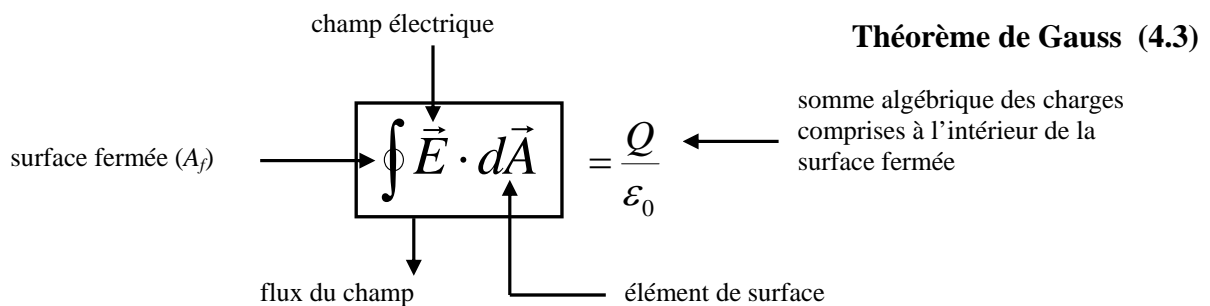 champ électrique
Théorème de Gauss (4.3)
somme algébrique des charges
comprises à l'intérieur de la
surface fermée
surface fermée (A_f)
∮ E⃗ · dA⃗ = Q / ε₀
flux du champ
élément de surface